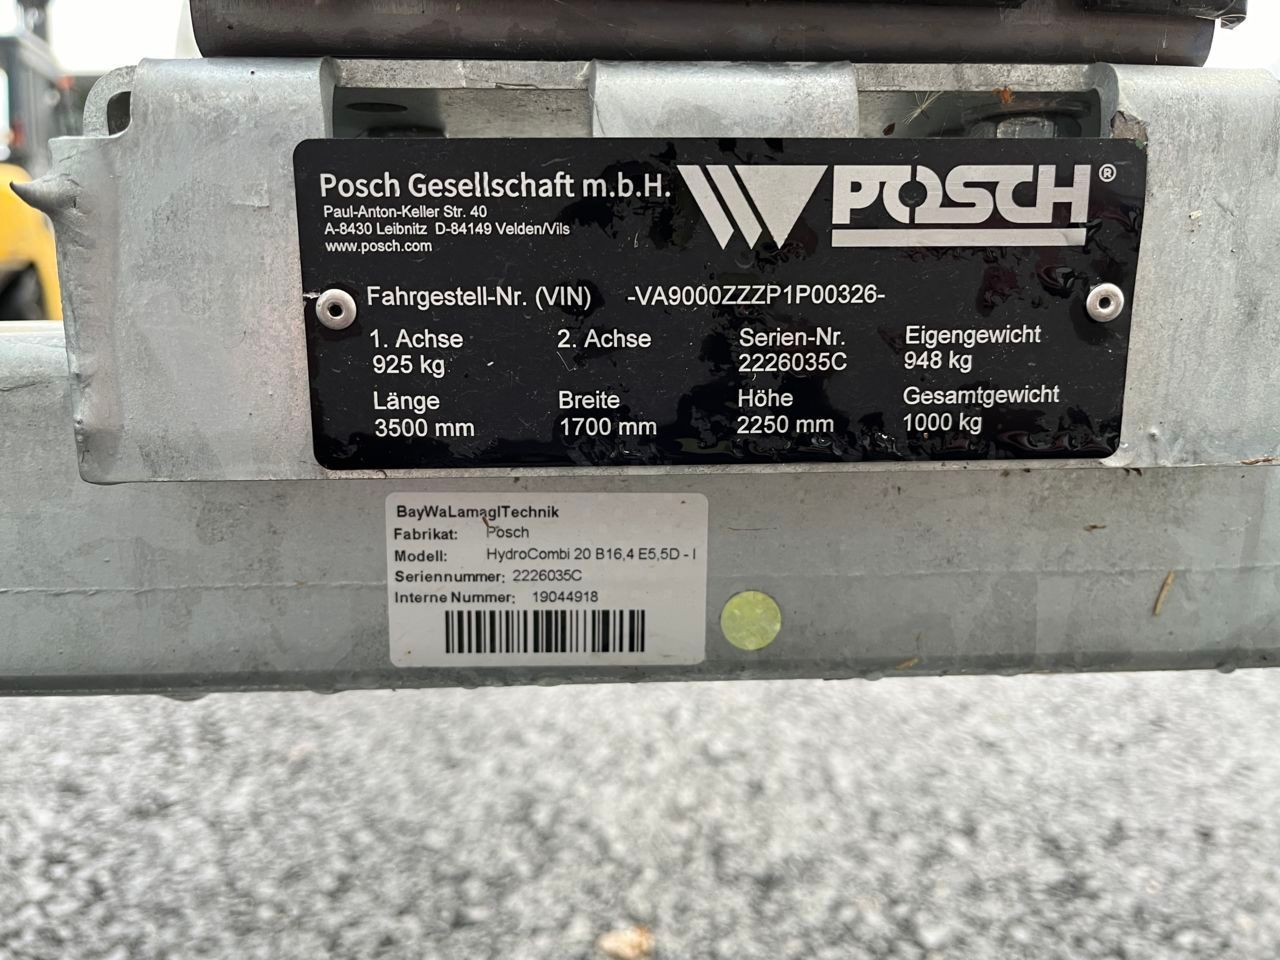 Posch Gesellschaft m.b.H.
Paul-Anton-Keller Str. 40
A-8430 Leibnitz D-84149 Velden/Vils
www.posch.com
POSCH®
Fahrgestell-Nr. (VIN) -VA9000ZZZP1P00326-
1. Achse 2. Achse Serien-Nr. Eigengewicht
925 kg 2226035C 948 kg
Länge Breite Höhe Gesamtgewicht
3500 mm 1700 mm 2250 mm 1000 kg
BayWaLamaglTechnik
Fabrikat: Posch
Modell: HydroCombi 20 B16,4 E5,5D - I
Seriennummer: 2226035C
Interne Nummer: 19044918